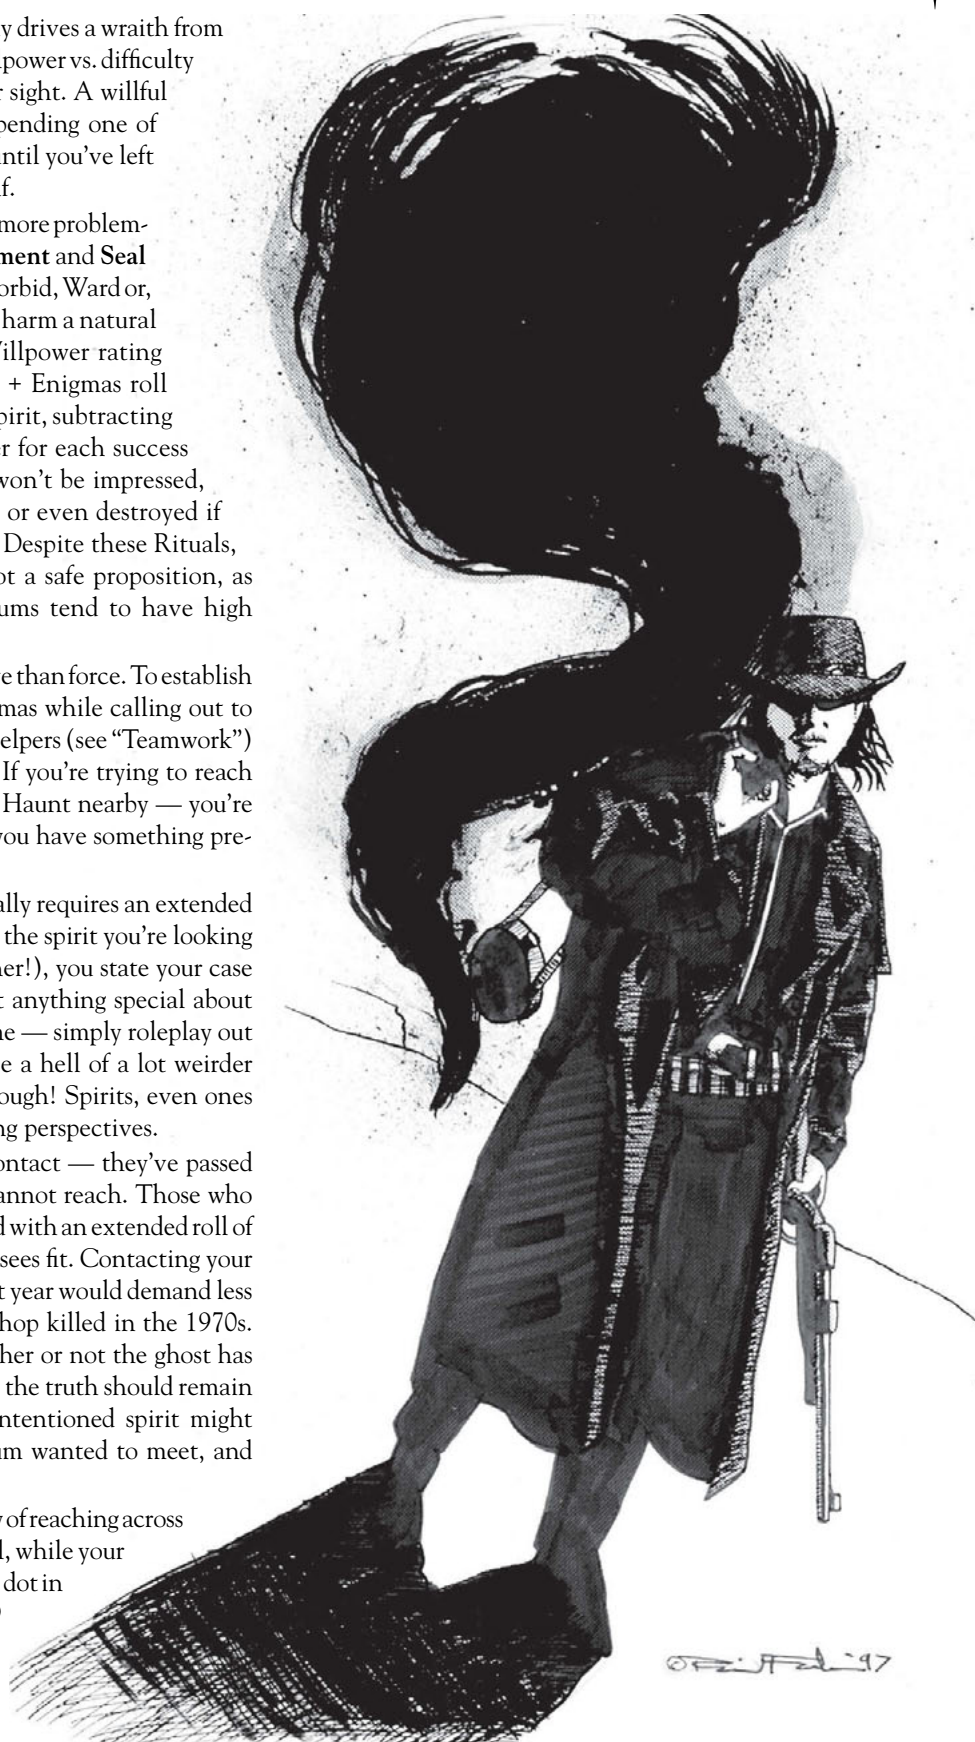 y drives a wraith from
power vs. difficulty
sight. A willful
pending one of
intil you've left
f.
more problem-
ment and Seal
orbid, Ward or,
harm a natural
Villpower rating
+ Enigmas roll
pirit, subtracting
r for each success
won't be impressed,
or even destroyed if
Despite these Rituals,
ot a safe proposition, as
ums tend to have high
e than force. To establish
mas while calling out to
elpers (see “Teamwork”)
If you're trying to reach
Haunt nearby — you're
you have something pre-
ally requires an extended
the spirit you're looking
her!), you state your case
t anything special about
ne — simply roleplay out
e a hell of a lot weirder
ough! Spirits, even ones
ng perspectives.
ontact — they've passed
annot reach. Those who
d with an extended roll of
sees fit. Contacting your
t year would demand less
hop killed in the 1970s.
her or not the ghost has
the truth should remain
ntentioned spirit might
um wanted to meet, and
y of reaching across
l, while your
dot in
©
'97